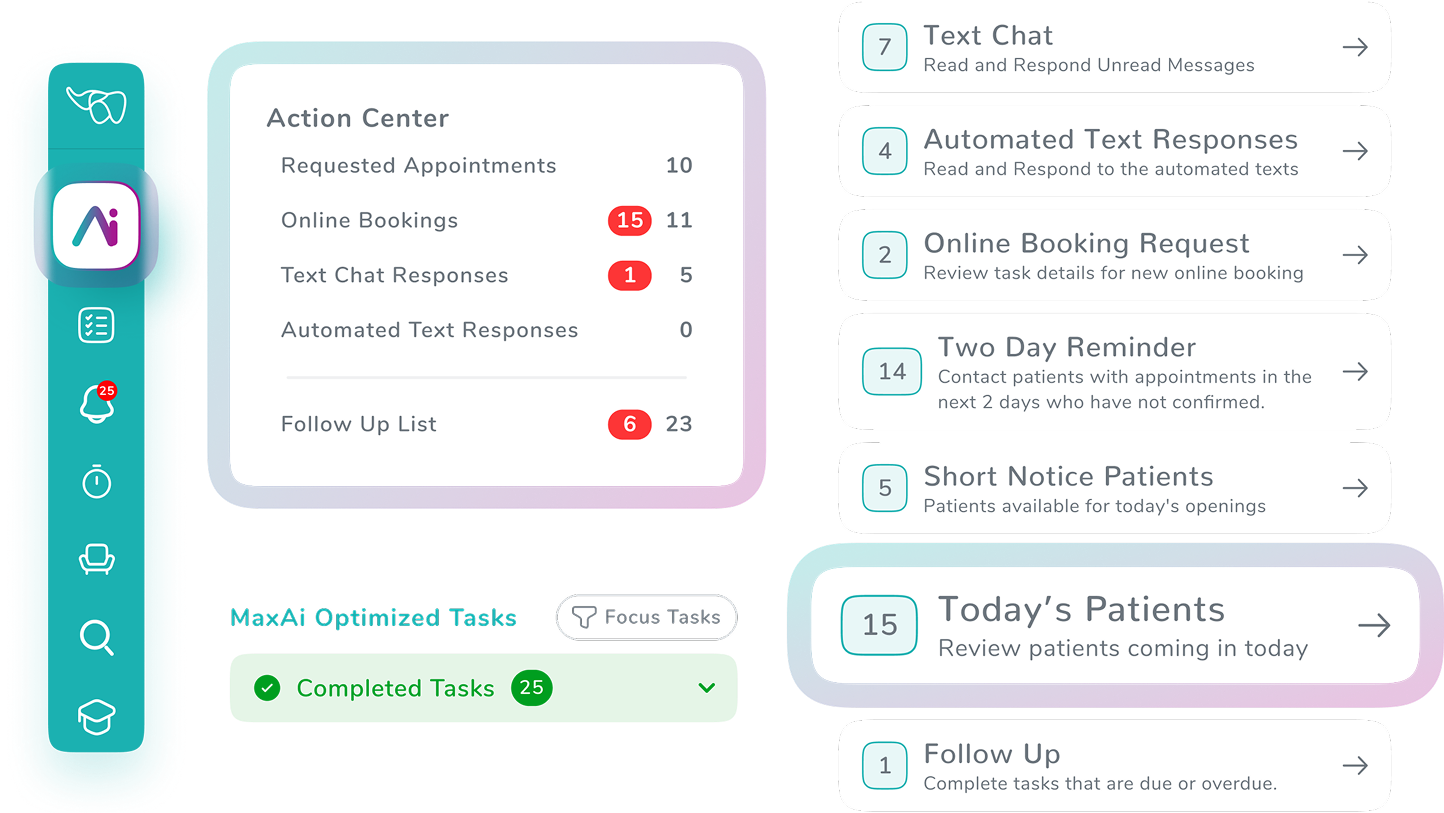 Ai
25
Action Center
Requested Appointments 10
Online Bookings 15 11
Text Chat Responses 1 5
Automated Text Responses 0
Follow Up List 6 23
MaxAi Optimized Tasks
Focus Tasks
Completed Tasks 25
7 Text Chat
Read and Respond Unread Messages
4 Automated Text Responses
Read and Respond to the automated texts
2 Online Booking Request
Review task details for new online booking
14 Two Day Reminder
Contact patients with appointments in the
next 2 days who have not confirmed.
5 Short Notice Patients
Patients available for today's openings
15 Today’s Patients
Review patients coming in today
1 Follow Up
Complete tasks that are due or overdue.